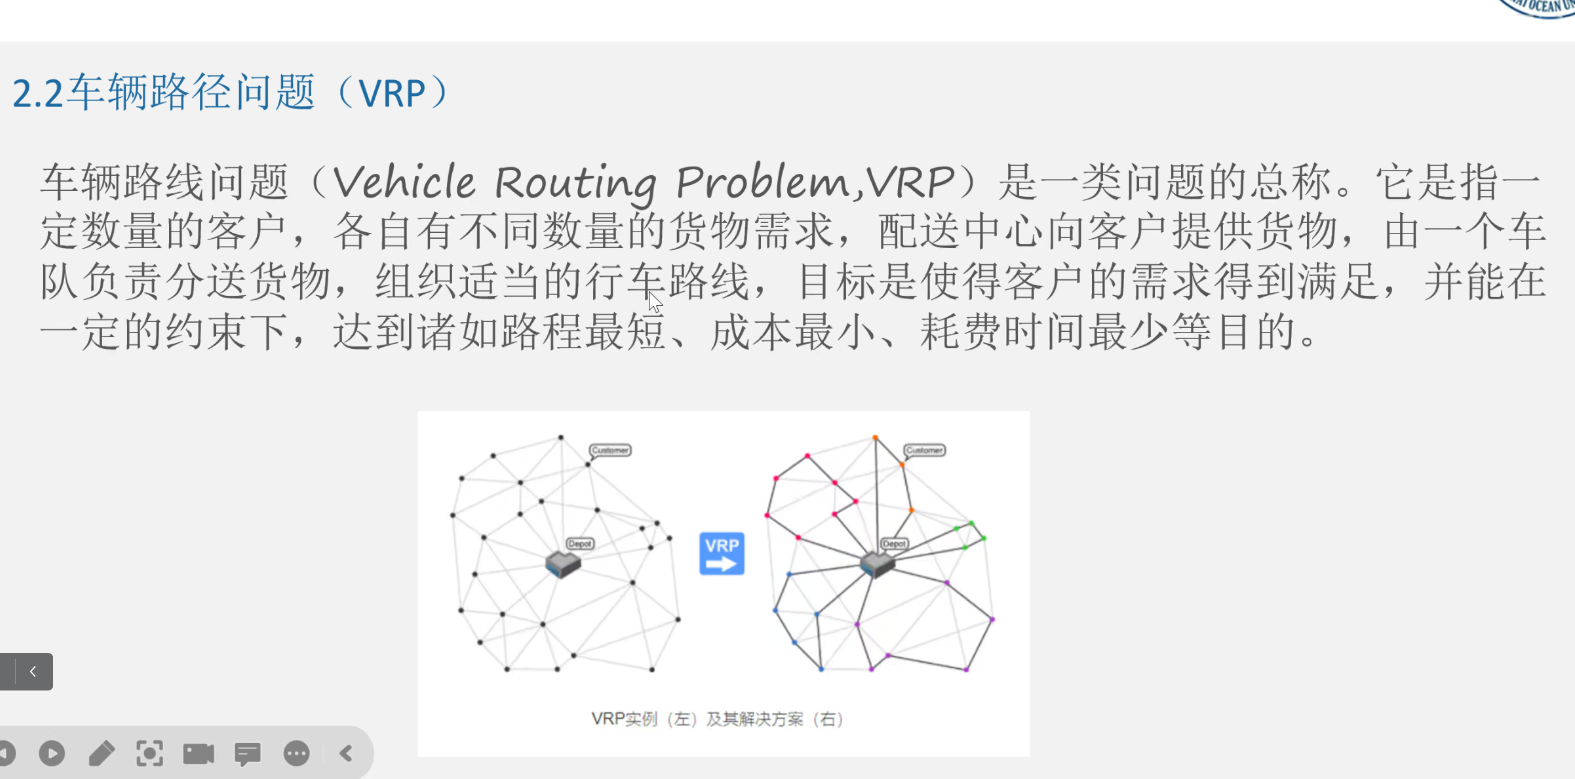 OCEAN
2.2车辆路径问题（VRP）
车辆路线问题（Vehicle Routing Problem,VRP）是一类问题的总称。它是指一
定数量的客户，各自有不同数量的货物需求，配送中心向客户提供货物，由一个车
队负责分送货物，组织适当的行车路线，目标是使得客户的需求得到满足，并能在
一定的约束下，达到诸如路程最短、成本最小、耗费时间最少等目的。
Customer
Depot
VRP
Customer
Depot
VRP实例（左）及其解决方案（右）